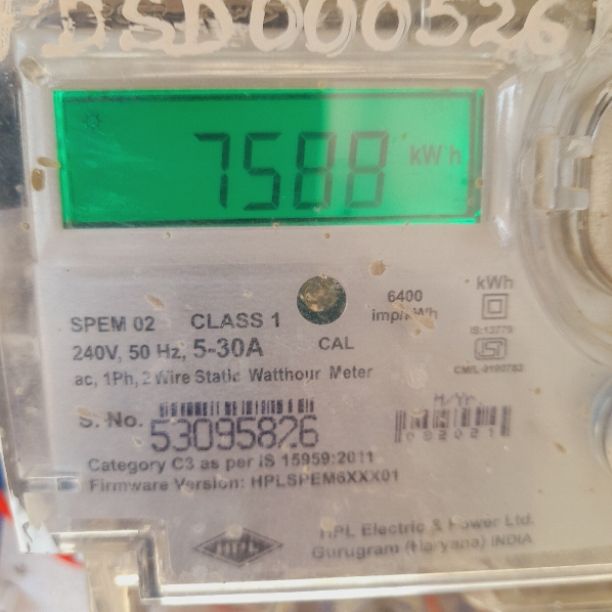 DSD000526
7588 kWh
6400
imp/kWh
kWh
SPEM 02 CLASS 1
IS:13779
240V, 50 Hz, 5-30A CAL
ac, 1Ph, 2 Wire Static Watthour Meter
S. No. 53095826
M/Yr.
082021
Category C3 as per IS 15959:2011
Firmware Version: HPLSPEM6XXX01
HPL Electric & Power Ltd.
Gurugram (Haryana) INDIA